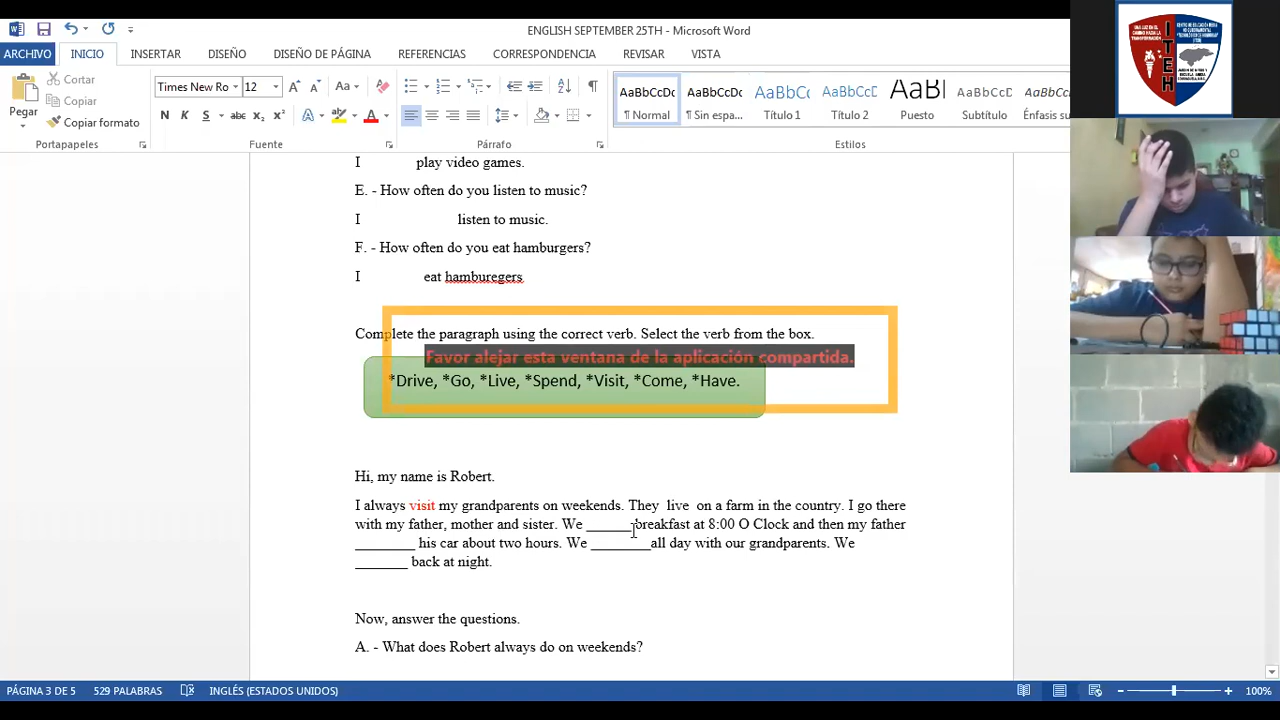 ENGLISH SEPTEMBER 25TH - Microsoft Word
ARCHIVO INICIO INSERTAR DISEÑO DISEÑO DE PÁGINA REFERENCIAS CORRESPONDENCIA REVISAR VISTA
Pegar
Cortar
Copiar
Copiar formato
Portapapeles
Times New Ro 12
N K S abc x₂ x²
Fuente
Párrafo
AaBbCcDc AaBbCcDc AaBbCc AaBbCcD AaBl AaBbCcD AaBbCcDc
¶ Normal ¶ Sin espa... Título 1 Título 2 Puesto Subtítulo Énfasis su
Estilos
I play video games.
E. - How often do you listen to music?
I listen to music.
F. - How often do you eat hamburgers?
I eat hamburegers
Complete the paragraph using the correct verb. Select the verb from the box.
Favor alejar esta ventana de la aplicación compartida.
*Drive, *Go, *Live, *Spend, *Visit, *Come, *Have.
Hi, my name is Robert.
I always visit my grandparents on weekends. They live on a farm in the country. I go there
with my father, mother and sister. We ______breakfast at 8:00 O Clock and then my father
________ his car about two hours. We ________all day with our grandparents. We
_______ back at night.
Now, answer the questions.
A. - What does Robert always do on weekends?
PÁGINA 3 DE 5 529 PALABRAS INGLÉS (ESTADOS UNIDOS) 100%
ITEH